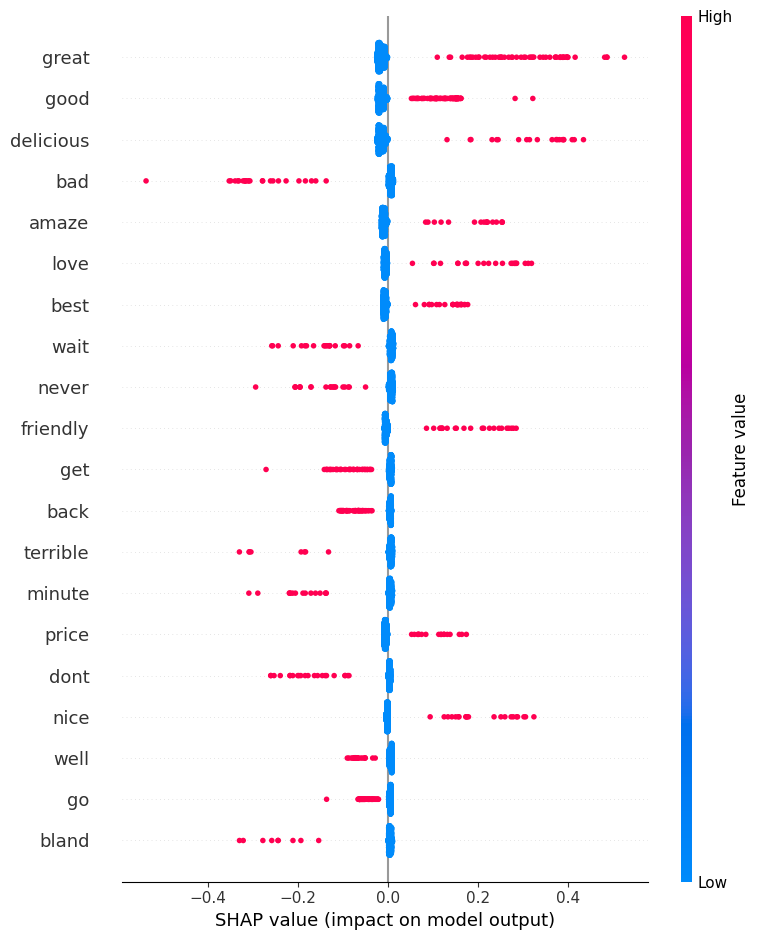 High
great
good
delicious
bad
amaze
love
best
wait
never
friendly
get
back
terrible
minute
price
dont
nice
well
go
bland
Feature value
Low
−0.4 −0.2 0.0 0.2 0.4
SHAP value (impact on model output)